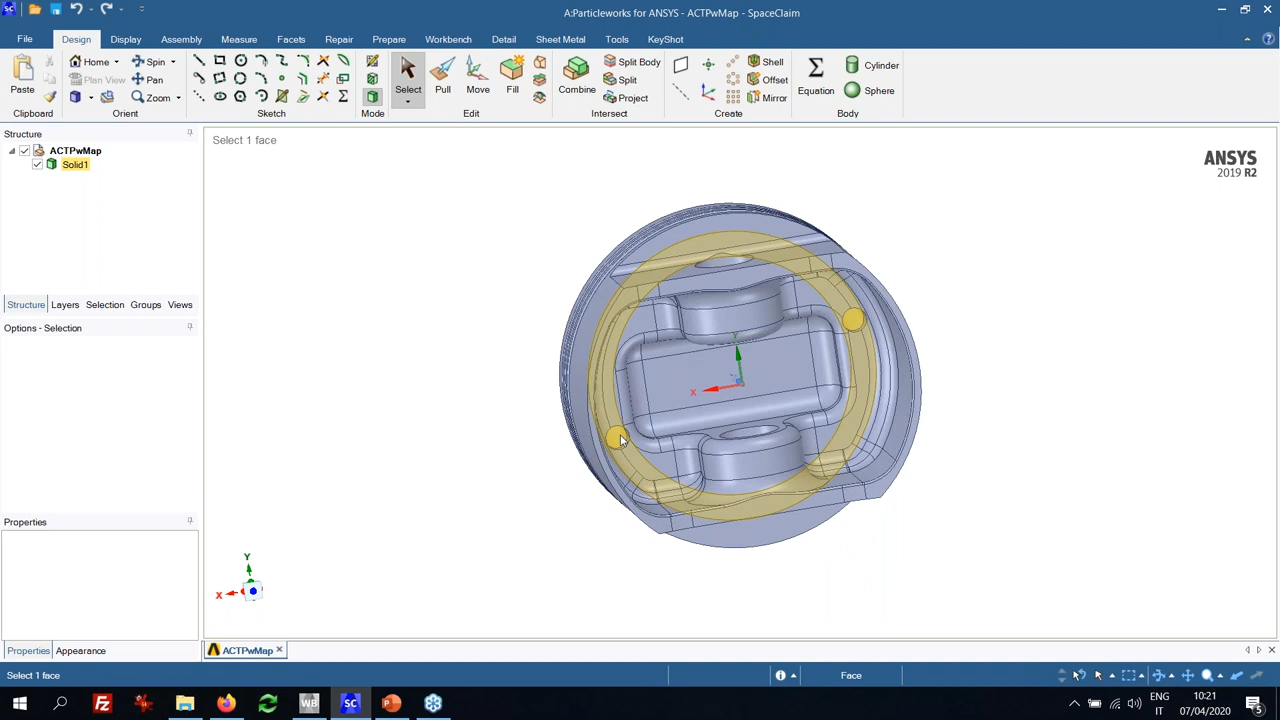 A:Particleworks for ANSYS - ACTPwMap - SpaceClaim
File Design Display Assembly Measure Facets Repair Prepare Workbench Detail Sheet Metal Tools KeyShot
Paste
Home Spin
Plan View Pan
Zoom
Select Pull Move Fill
Combine
Split Body
Split
Project
Shell
Offset
Mirror
Equation
Cylinder
Sphere
Clipboard Orient Sketch Mode Edit Intersect Create Body
Structure
ACTPwMap
Solid1
Select 1 face
ANSYS
2019 R2
Structure Layers Selection Groups Views
Options - Selection
Properties
Y
X
Y
X
Properties Appearance
ACTPwMap
Select 1 face
Face
ENG
IT
10:21
07/04/2020